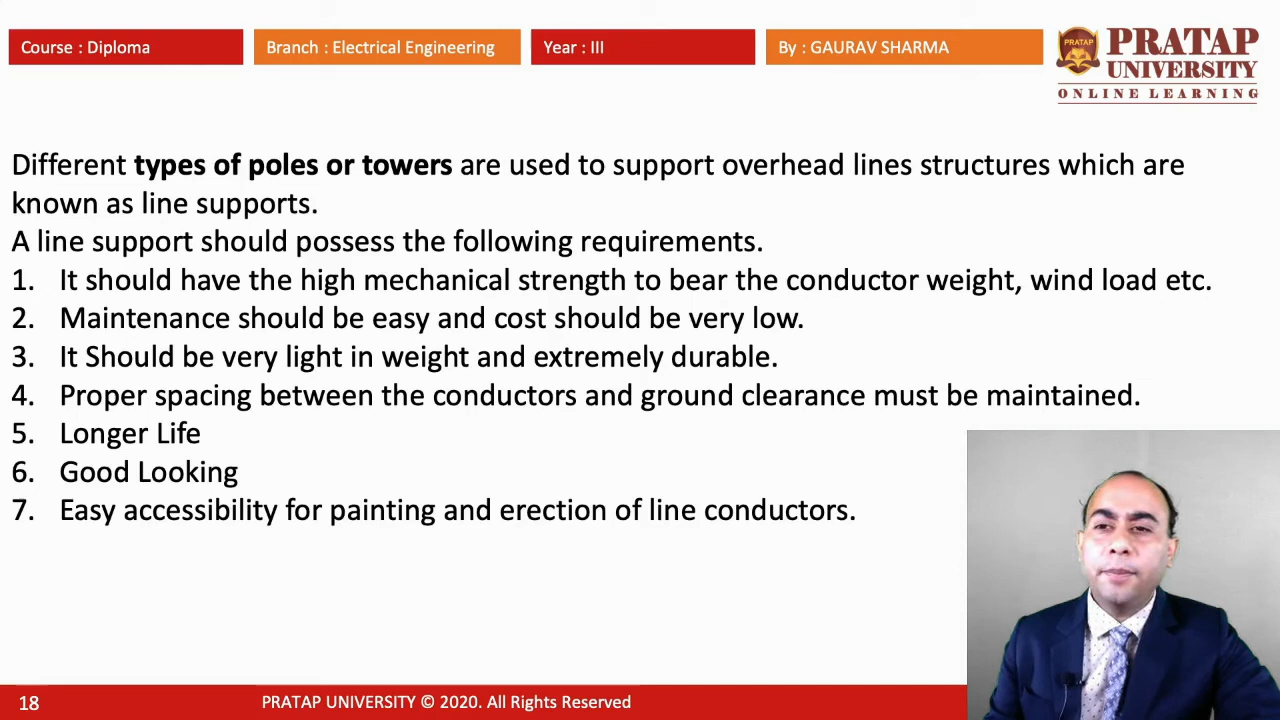 Course : Diploma
Branch : Electrical Engineering
Year : III
By : GAURAV SHARMA
PRATAP
PRATAP
UNIVERSITY
ONLINE LEARNING
Different types of poles or towers are used to support overhead lines structures which are
known as line supports.
A line support should possess the following requirements.
1. It should have the high mechanical strength to bear the conductor weight, wind load etc.
2. Maintenance should be easy and cost should be very low.
3. It Should be very light in weight and extremely durable.
4. Proper spacing between the conductors and ground clearance must be maintained.
5. Longer Life
6. Good Looking
7. Easy accessibility for painting and erection of line conductors.
18
PRATAP UNIVERSITY © 2020. All Rights Reserved